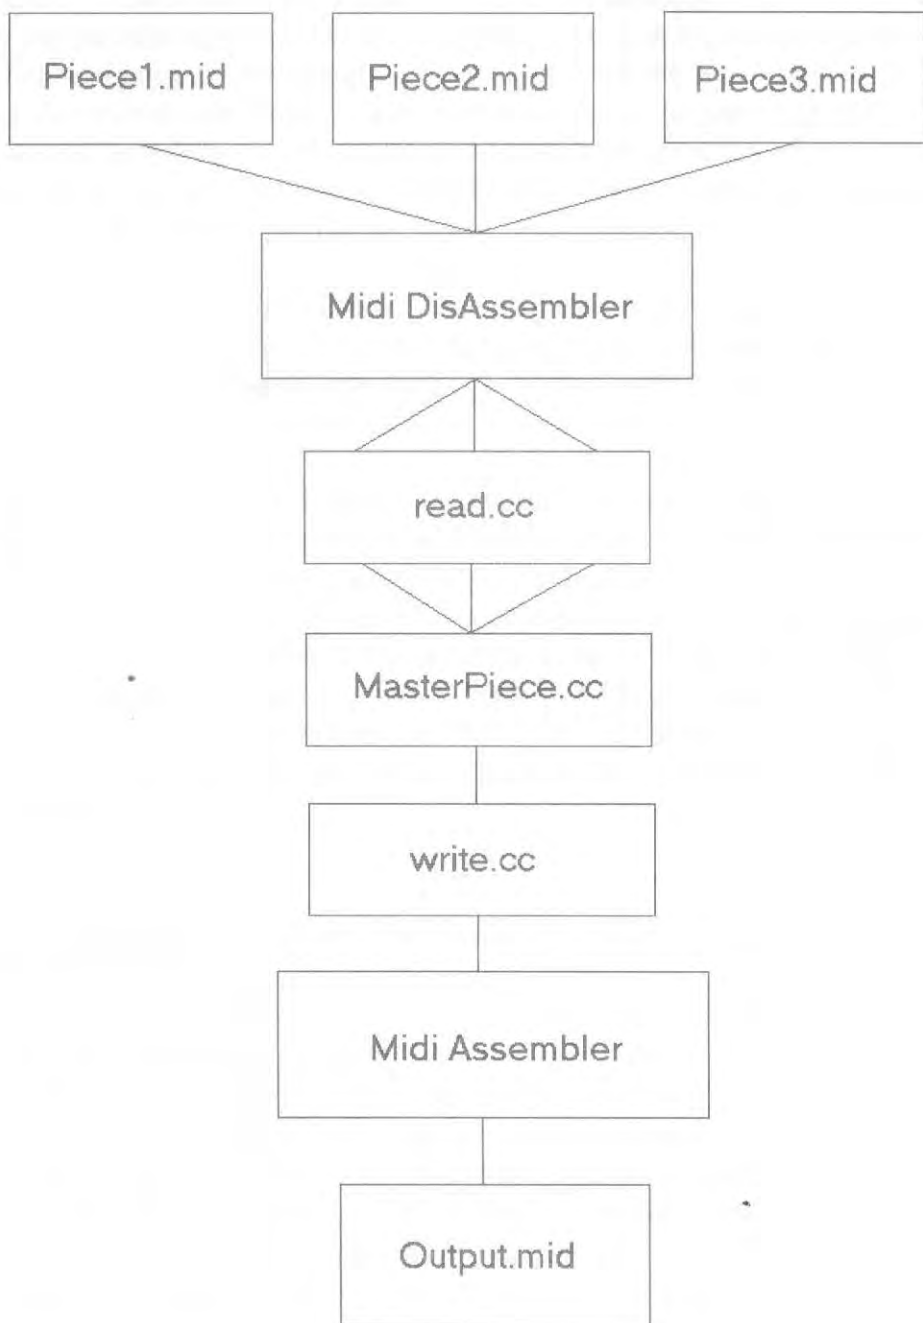 Piece1.mid
Piece2.mid
Piece3.mid
Midi DisAssembler
read.cc
MasterPiece.cc
write.cc
Midi Assembler
Output.mid